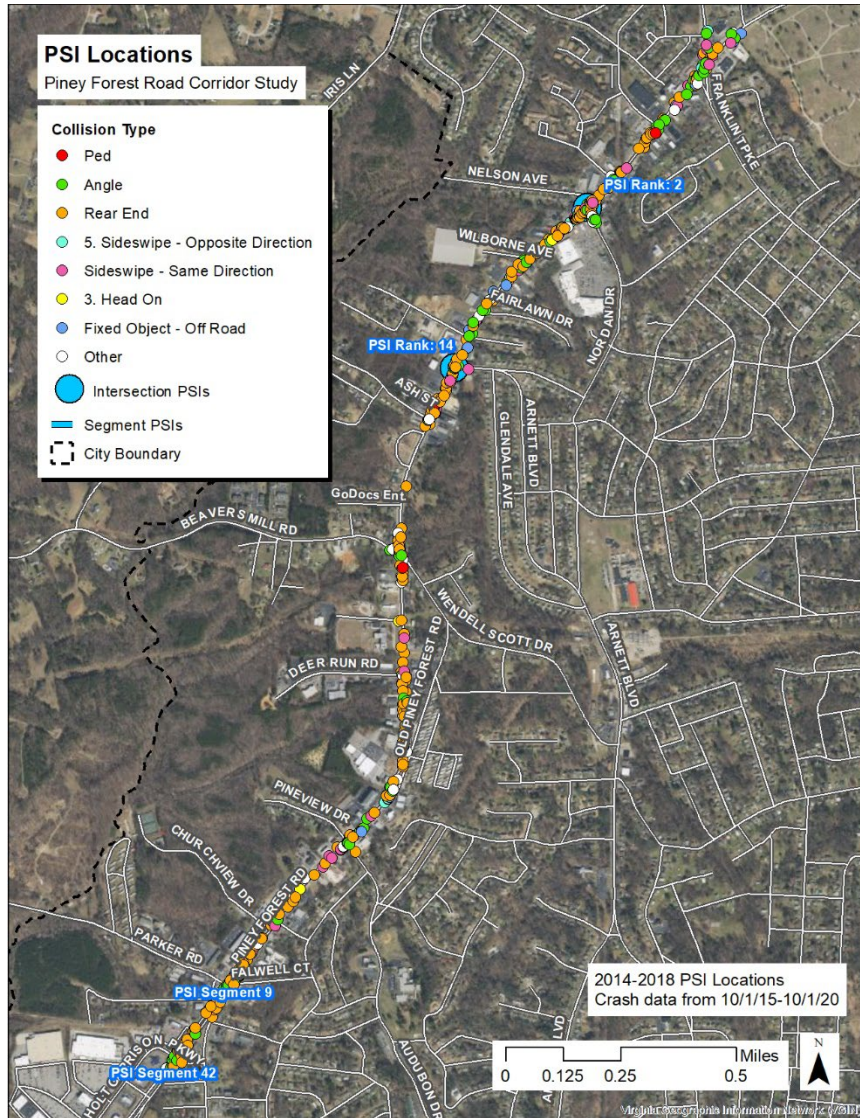 PSI Locations
Piney Forest Road Corridor Study
Collision Type
Ped
Angle
Rear End
5. Sideswipe - Opposite Direction
Sideswipe - Same Direction
3. Head On
Fixed Object - Off Road
Other
Intersection PSIs
Segment PSIs
City Boundary
IRIS LN
FRANKLIN TPKE
NELSON AVE
PSI Rank: 2
WILBORNE AVE
FAIRLAWN DR
NORDAN DR
PSI Rank: 14
ASH ST
GLENDALE AVE
ARNETT BLVD
GoDocs Ent.
BEAVERS MILL RD
WENDELL SCOTT DR
OLD PINEY FOREST RD
ARNETT BLVD
DEER RUN RD
PINEVIEW DR
CHURCHVIEW DR
PINEY FOREST RD
PARKER RD
FALWELL CT
PSI Segment 9
HOLT GARRISON PKWY
PSI Segment 42
AUDUBON DR
2014-2018 PSI Locations
Crash data from 10/1/15-10/1/20
N
Miles
0 0.125 0.25 0.5
Virginia Geographic Information Network